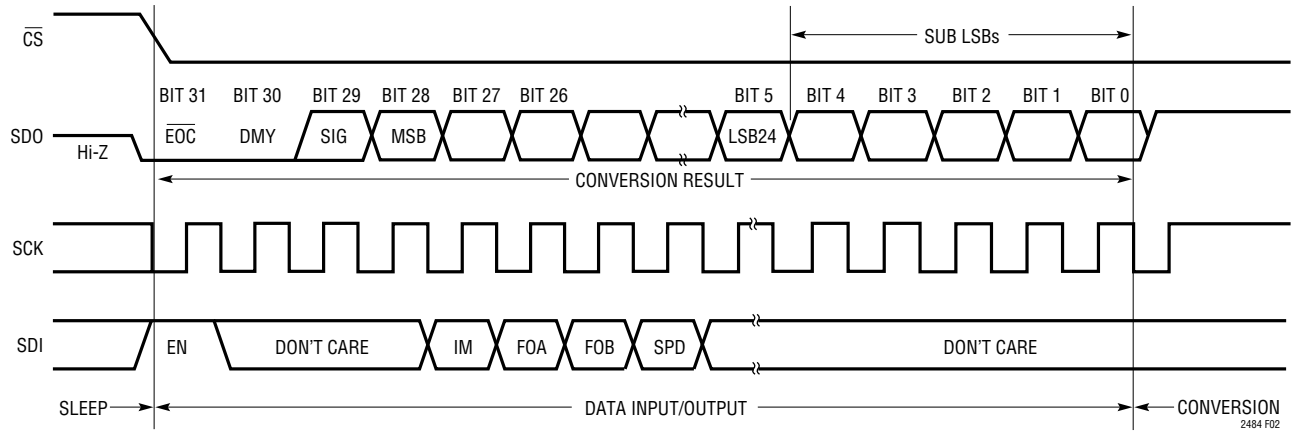 CS
SUB LSBs
BIT 31 BIT 30 BIT 29 BIT 28 BIT 27 BIT 26 BIT 5 BIT 4 BIT 3 BIT 2 BIT 1 BIT 0
SDO Hi-Z EOC DMY SIG MSB LSB24
CONVERSION RESULT
SCK
SDI EN DON'T CARE IM FOA FOB SPD DON'T CARE
SLEEP DATA INPUT/OUTPUT CONVERSION
2484 F02